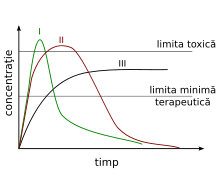 I
II
limita toxică
III
limita minimă
terapeutică
concentrație
timp